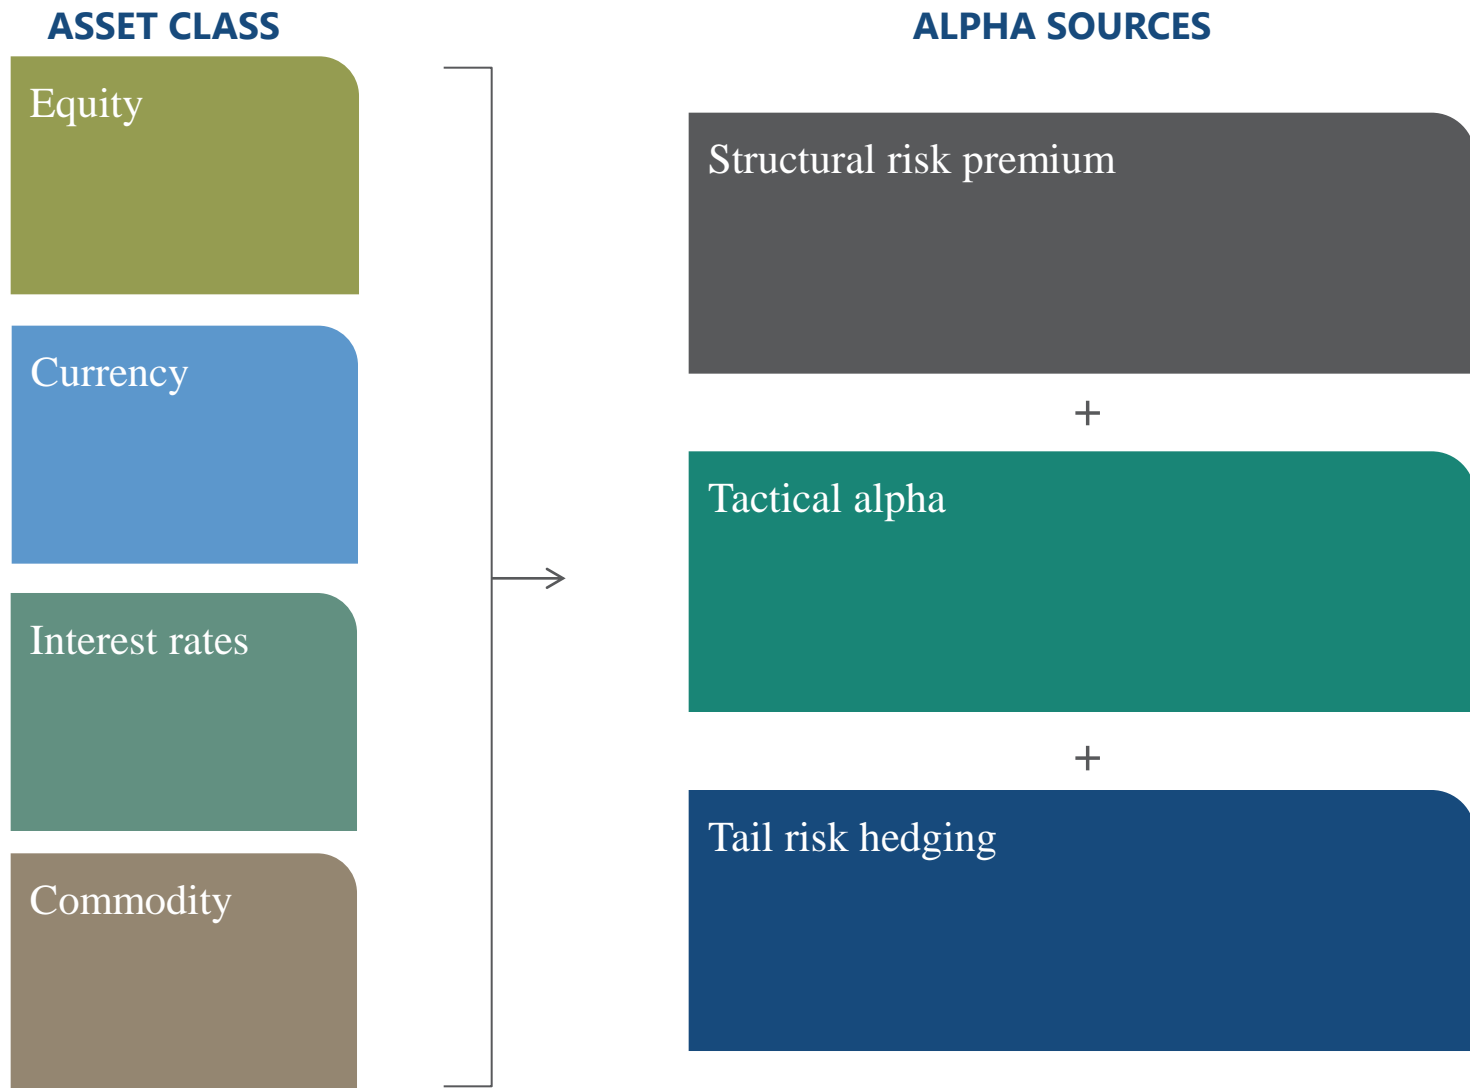 ASSET CLASS
ALPHA SOURCES
Equity
Currency
Interest rates
Commodity
Structural risk premium
+
Tactical alpha
+
Tail risk hedging